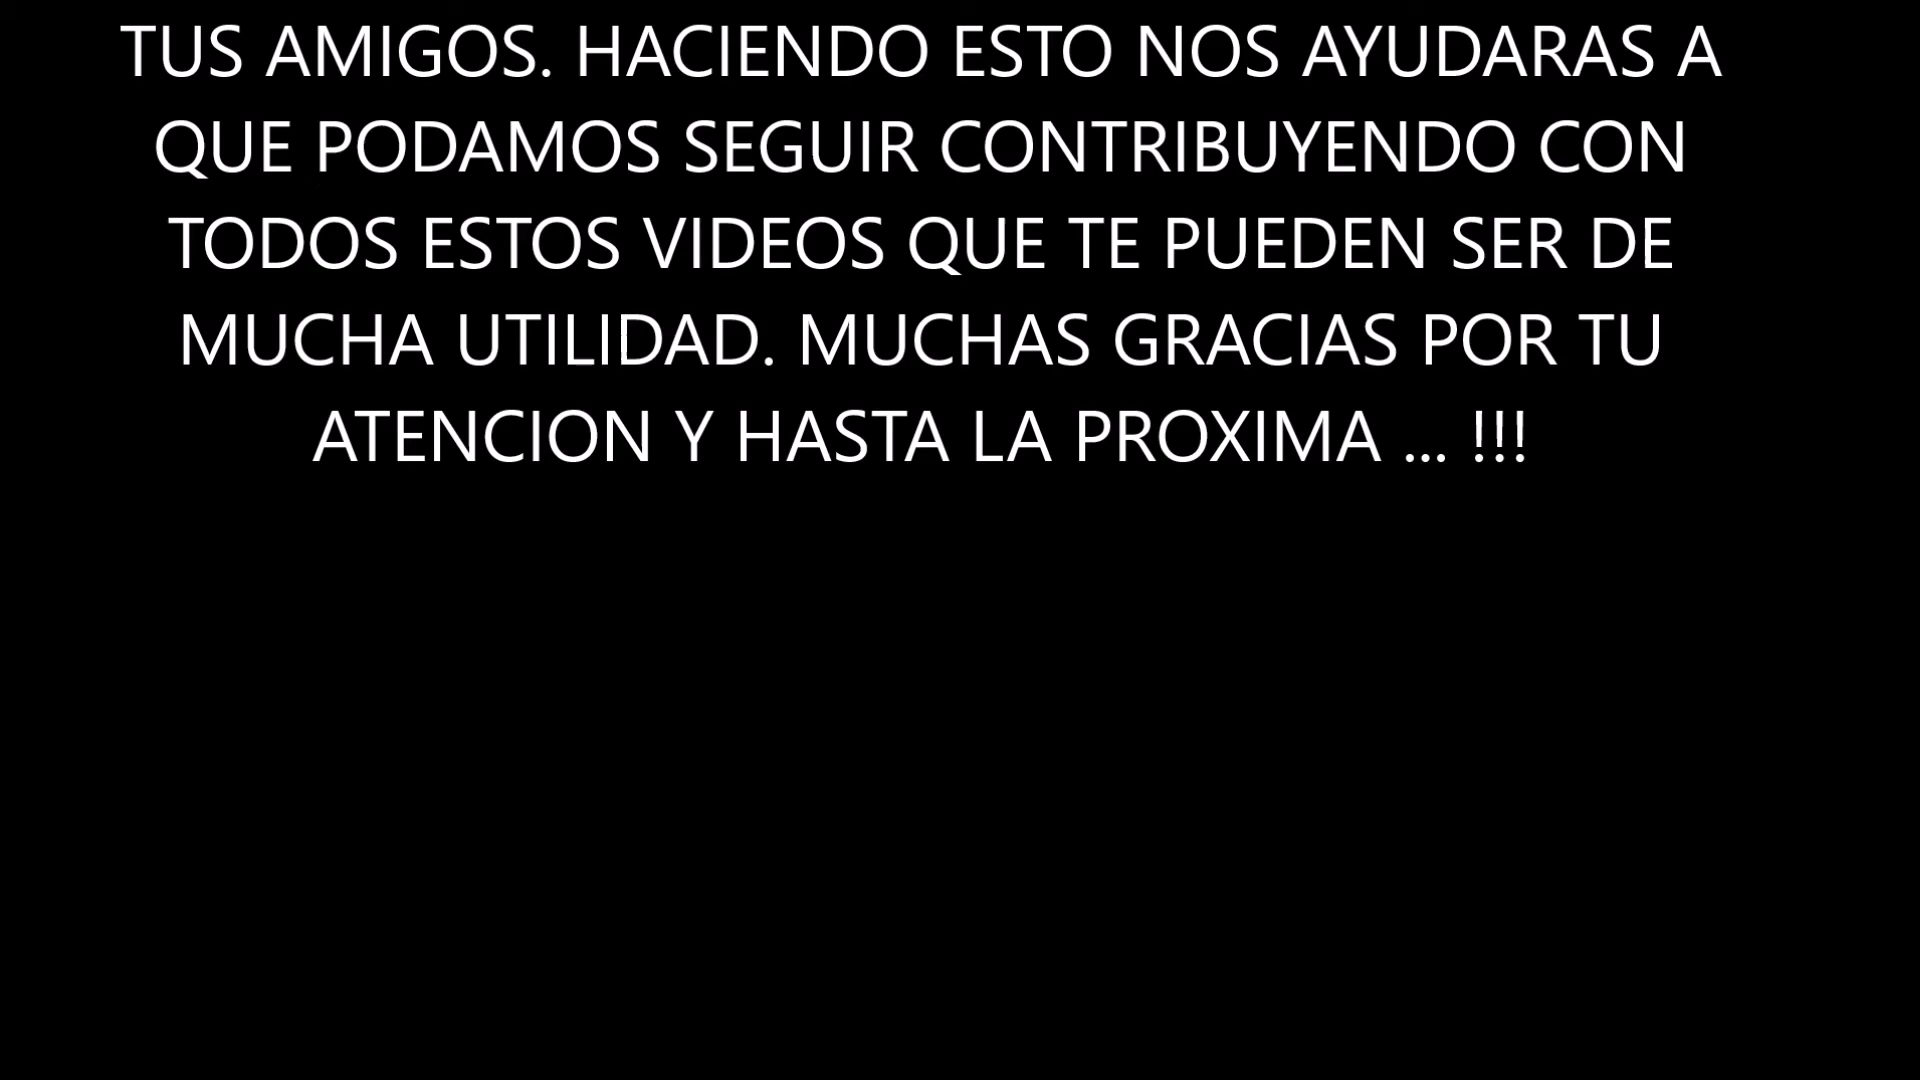 TUS AMIGOS. HACIENDO ESTO NOS AYUDARAS A
QUE PODAMOS SEGUIR CONTRIBUYENDO CON
TODOS ESTOS VIDEOS QUE TE PUEDEN SER DE
MUCHA UTILIDAD. MUCHAS GRACIAS POR TU
ATENCION Y HASTA LA PROXIMA ... !!!